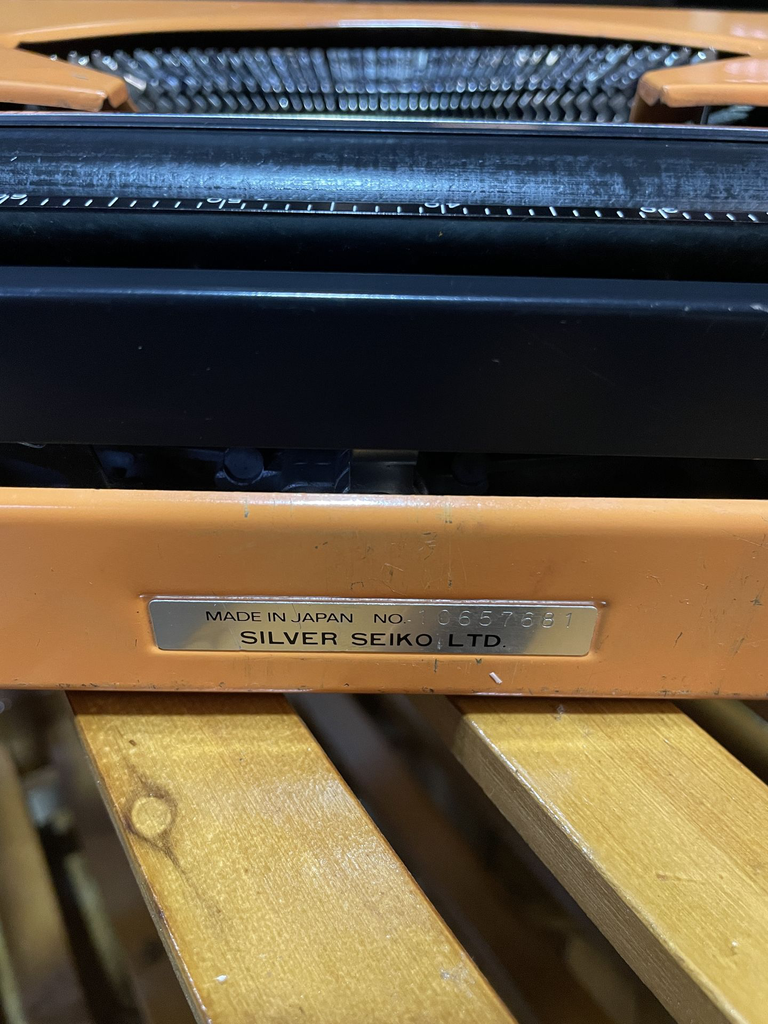 MADE IN JAPAN NO. 10657681
SILVER SEIKO LTD.